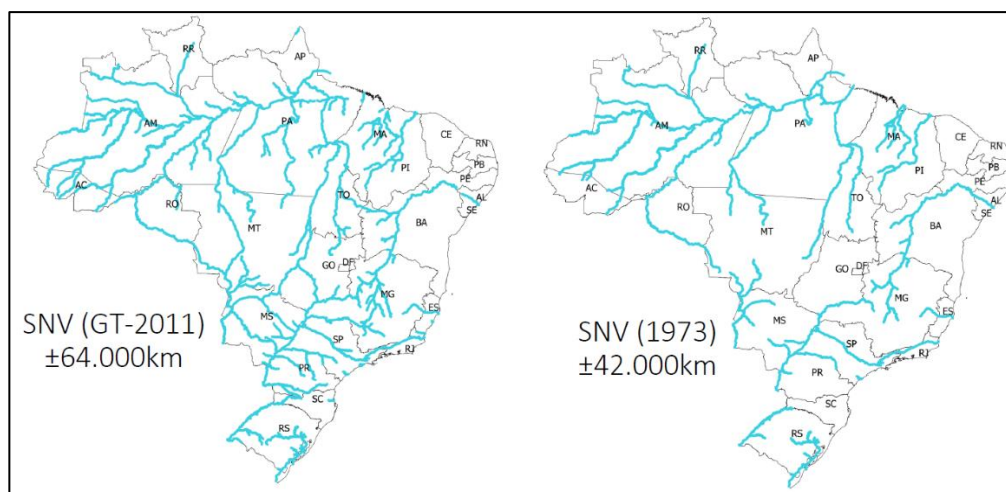 RR
AP
AM
PA
MA
CE
RN
PB
PE
AL
SE
PI
AC
RO
TO
BA
MT
GO
DF
MG
ES
MS
SP
RJ
PR
SC
RS
SNV (GT-2011)
±64.000km
RR
AP
AM
PA
MA
CE
RN
PB
PE
AL
SE
PI
AC
RO
TO
BA
MT
GO
DF
MG
ES
MS
SP
RJ
PR
SC
RS
SNV (1973)
±42.000km